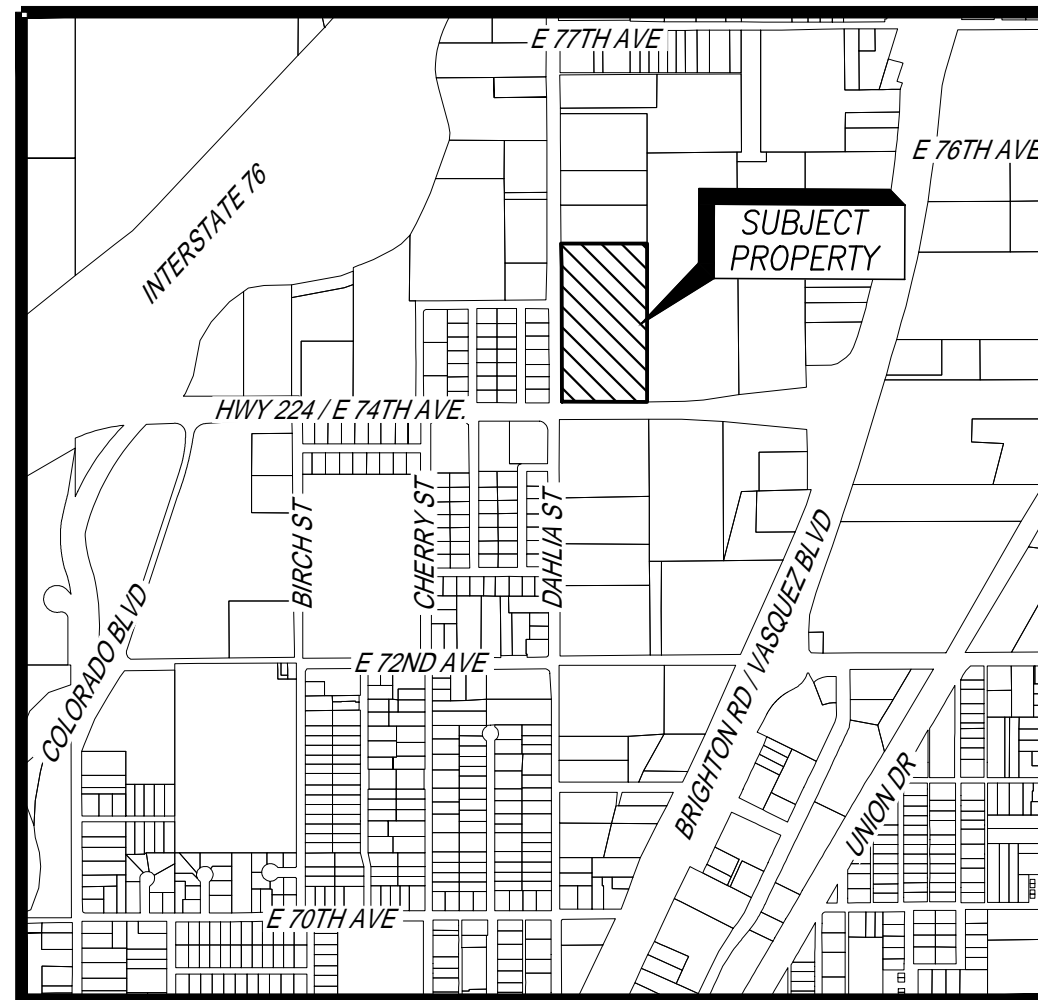 E 77TH AVE
E 76TH AVE
INTERSTATE 76
SUBJECT
PROPERTY
HWY 224 / E 74TH AVE.
BIRCH ST
CHERRY ST
DAHLIA ST
COLORADO BLVD
E 72ND AVE
BRIGHTON RD / VASQUEZ BLVD
UNION DR
E 70TH AVE